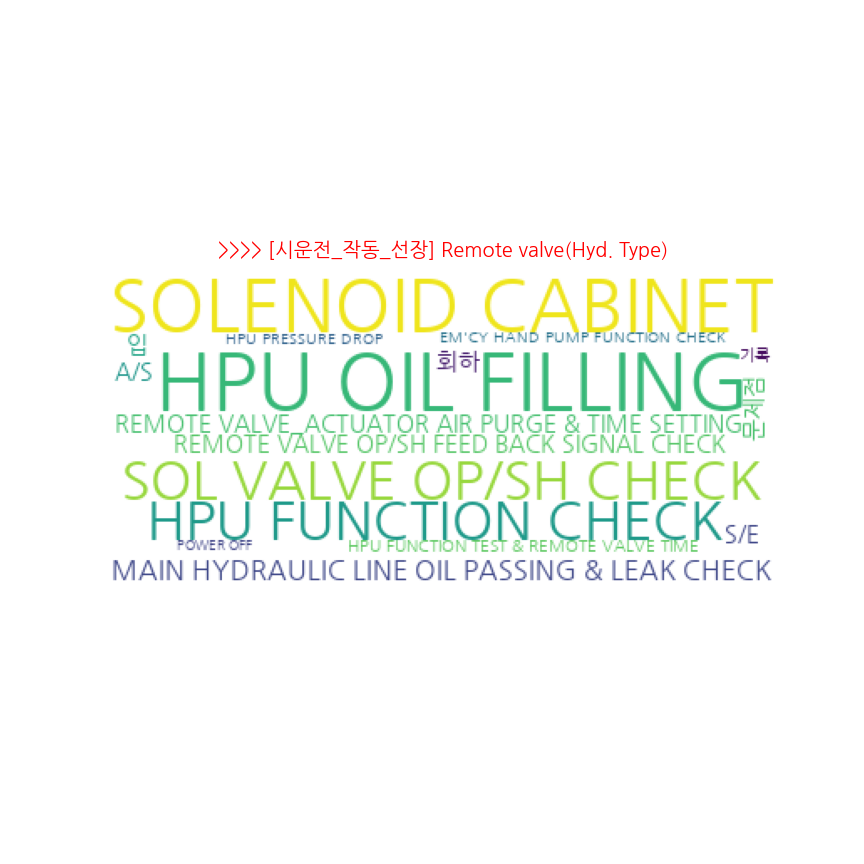 >>>> [시운전_작동_선장] Remote valve(Hyd. Type)
SOLENOID CABINET
입
HPU PRESSURE DROP
EM'CY HAND PUMP FUNCTION CHECK
A/S
HPU OIL FILLING
회하
기록
문제점
REMOTE VALVE_ACTUATOR AIR PURGE & TIME SETTING
REMOTE VALVE OP/SH FEED BACK SIGNAL CHECK
SOL VALVE OP/SH CHECK
HPU FUNCTION CHECK
S/E
POWER OFF
HPU FUNCTION TEST & REMOTE VALVE TIME
MAIN HYDRAULIC LINE OIL PASSING & LEAK CHECK